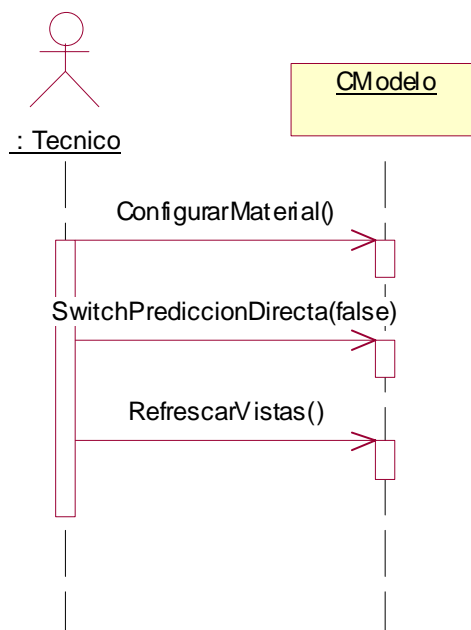 CModelo
: Tecnico
ConfigurarMaterial()
SwitchPrediccionDirecta(false)
RefrescarVistas()